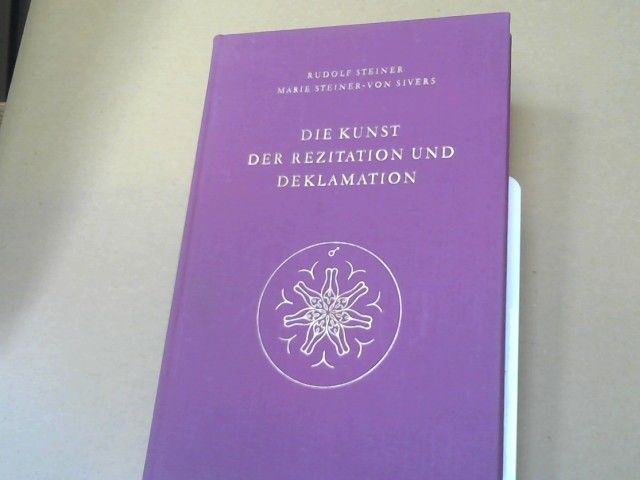 RUDOLF STEINER
MARIE STEINER-VON SIVERS
DIE KUNST
DER REZITATION UND
DEKLAMATION